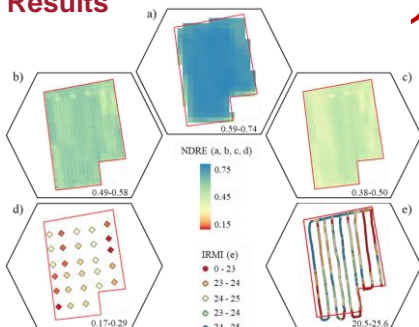 Results
a)
0.59-0.74
b)
0.49-0.58
c)
0.38-0.50
NDRE (a, b, c, d)
0.75
0.45
0.15
d)
0.17-0.29
IRMI (e)
0 - 23
23 - 24
24 - 25
24 - 25
e)
20.5-25.6